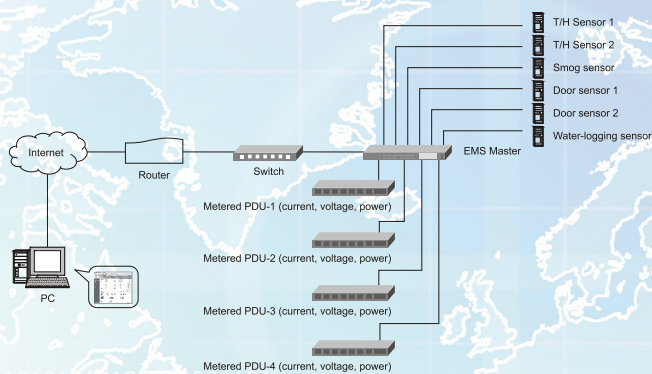 T/H Sensor 1
T/H Sensor 2
Smog sensor
Door sensor 1
Door sensor 2
Water-logging sensor
EMS Master
Internet
Router
Switch
Metered PDU-1 (current, voltage, power)
Metered PDU-2 (current, voltage, power)
PC
Metered PDU-3 (current, voltage, power)
Metered PDU-4 (current, voltage, power)